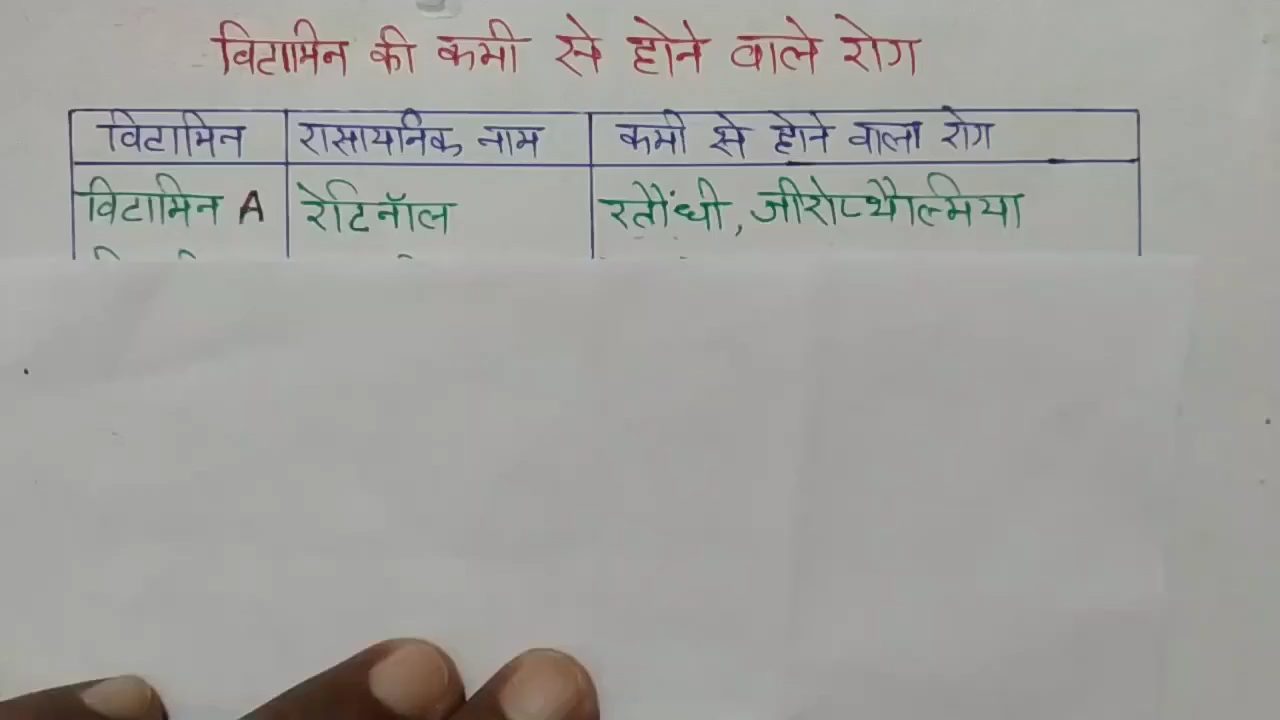 विटामिन की कमी से होने वाले रोग
विटामिन रासायनिक नाम कमी से होने वाला रोग
विटामिन A रेटिनॉल रतौंधी, जीरोप्थैल्मिया